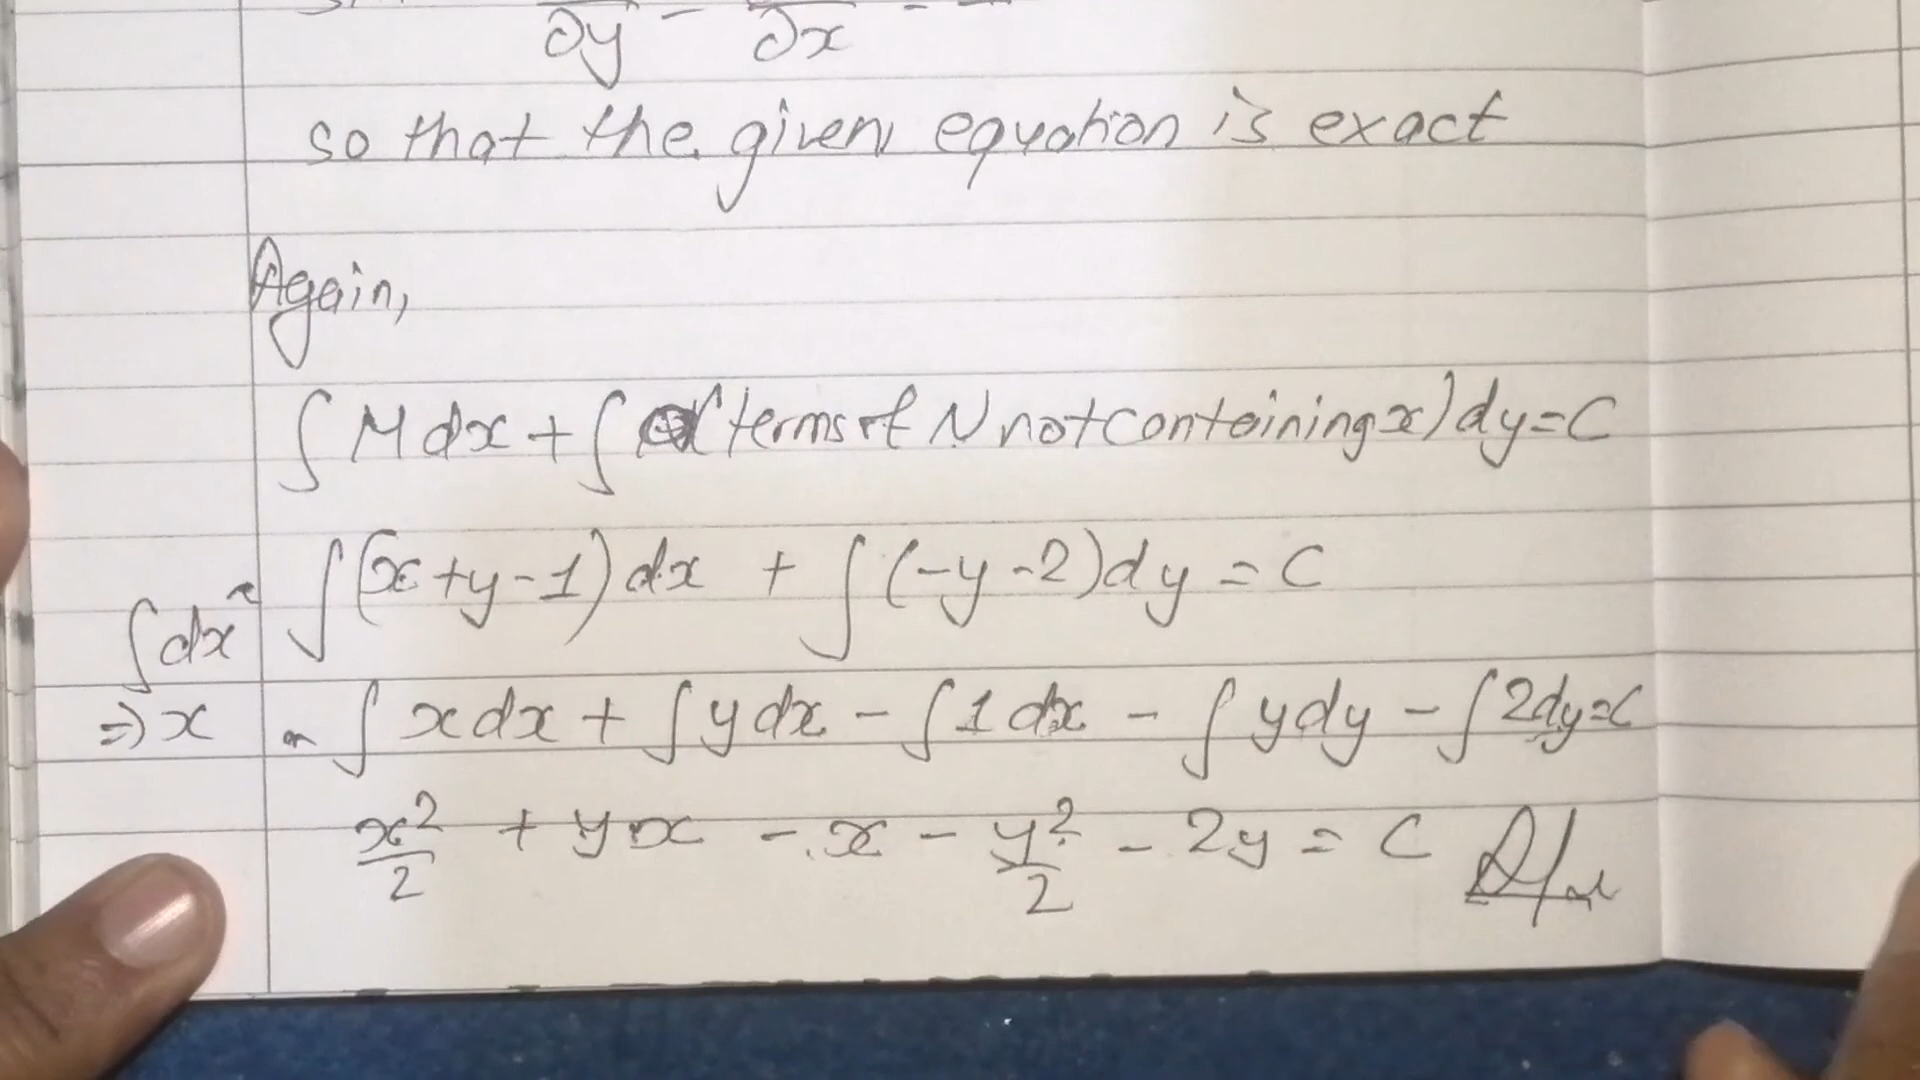 ∂y - ∂x =
so that the given equation is exact
Again,
∫ M dx + ∫ (terms of N not containing x) dy = C
∫ (x + y - 1) dx + ∫ (-y - 2) dy = C
∫ dx
⇒ x
∫ x dx + ∫ y dx - ∫ 1 dx - ∫ y dy - ∫ 2dy = C
x²/2 + yx - x - y²/2 - 2y = C